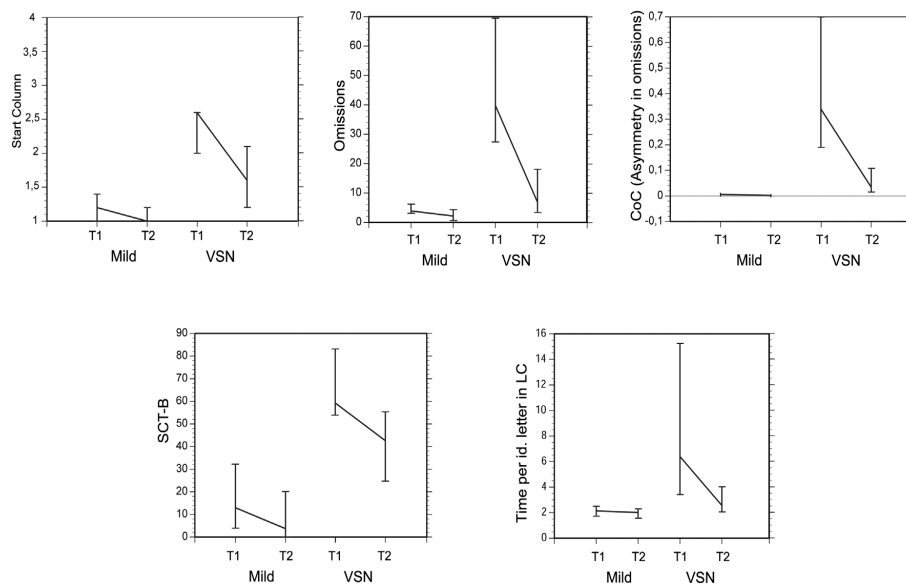 Start Column
4
3,5
3
2,5
2
1,5
1
T1 T2 T1 T2
Mild VSN
Omissions
70
60
50
40
30
20
10
0
T1 T2 T1 T2
Mild VSN
CoC (Asymmetry in omissions)
0,7
0,6
0,5
0,4
0,3
0,2
0,1
0
-0,1
T1 T2 T1 T2
Mild VSN
SCT-B
90
80
70
60
50
40
30
20
10
0
T1 T2 T1 T2
Mild VSN
Time per id. letter in LC
16
14
12
10
8
6
4
2
0
T1 T2 T1 T2
Mild VSN